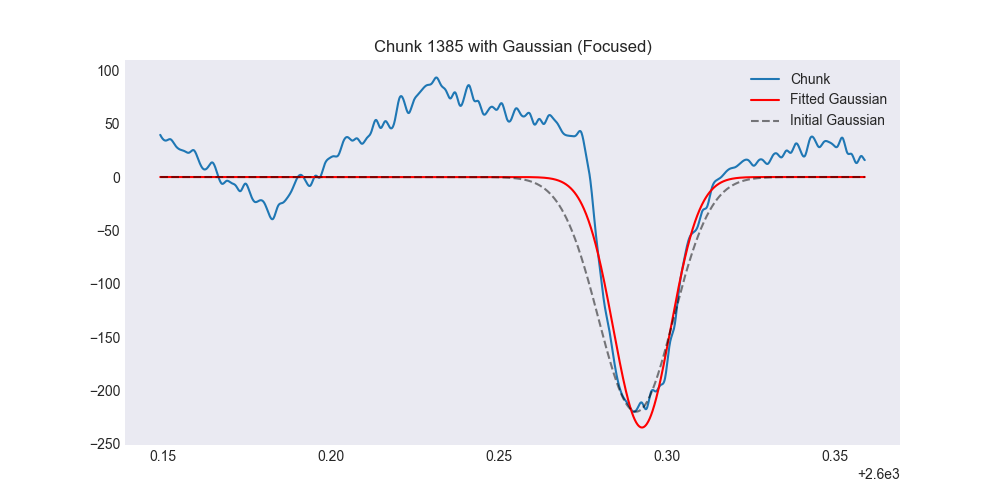 Chunk 1385 with Gaussian (Focused)
100
50
0
−50
−100
−150
−200
−250
Chunk
Fitted Gaussian
Initial Gaussian
0.15 0.20 0.25 0.30 0.35
+2.6e3